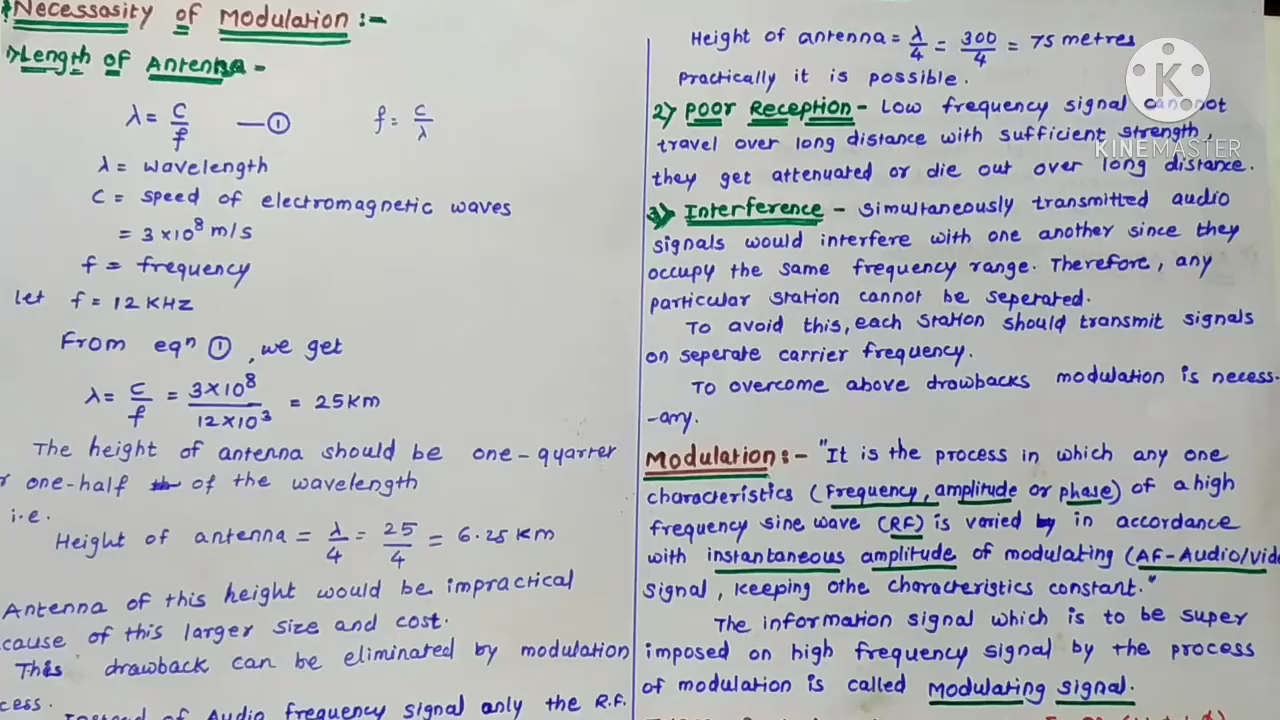 Necessasity of Modulation :-
1) Length of Antenna -
λ = c/f —① f = c/λ
λ = wavelength
C = speed of electromagnetic waves
= 3×10⁸ m/s
f = frequency
let f = 12 KHZ
From eqn ①, we get
λ = c/f = 3×10⁸/12×10³ = 25 KM
The height of antenna should be one-quarter
r one-half of the wavelength
i.e.
Height of antenna = λ/4 = 25/4 = 6.25 KM
Antenna of this height would be impractical
cause of this larger size and cost.
This drawback can be eliminated by modulation
cess.
Instead of Audio frequency signal only the R.F.
Height of antenna = λ/4 = 300/4 = 75 metres
Practically it is possible.
2) Poor Reception - Low frequency signal cannot
travel over long distance with sufficient strength,
they get attenuated or die out over long distance.
3) Interference - Simultaneously transmitted audio
signals would interfere with one another since they
occupy the same frequency range. Therefore, any
particular station cannot be seperated.
To avoid this, each station should transmit signals
on seperate carrier frequency.
To overcome above drawbacks modulation is necess-
-ary.
Modulation :- "It is the process in which any one
characteristics (Frequency, amplitude or phase) of a high
frequency sine wave (RF) is varied by in accordance
with instantaneous amplitude of modulating (AF-Audio/vide
signal, keeping othe characteristics constant."
The information signal which is to be super
imposed on high frequency signal by the process
of modulation is called Modulating signal.
K
KINEMASTER